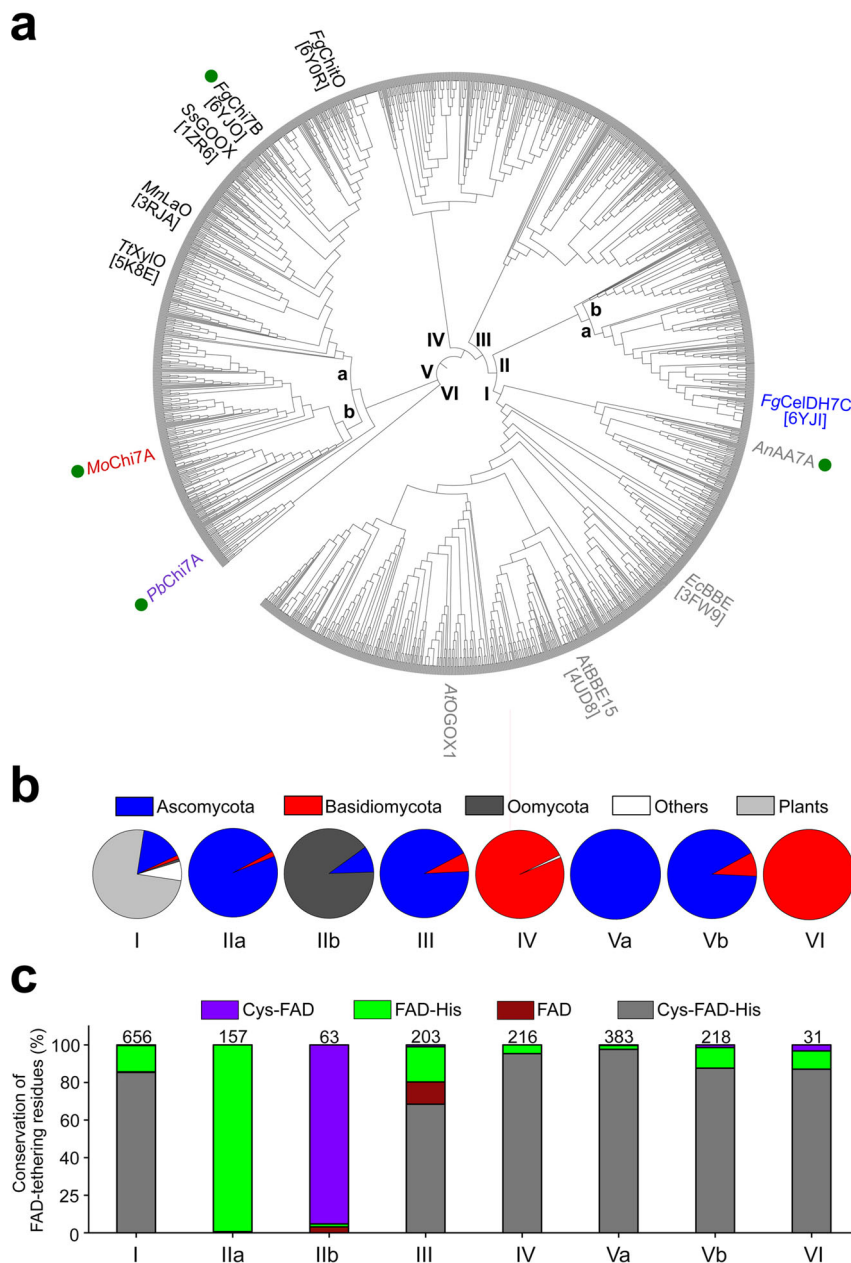 a
FgChitO
[6Y0R]
FgChi7B
[6YJO]
SsGOOX
[1ZR6]
MnLaO
[3RJA]
TtXylO
[5K8E]
IV
III
II
V
VI
I
a
b
b
a
MoChi7A
PbChi7A
FgCelDH7C
[6YJI]
AnAA7A
EcBBE
[3FW9]
AtBBE15
[4UD8]
AtOGOX1
b
Ascomycota Basidiomycota Oomycota Others Plants
I IIa IIb III IV Va Vb VI
c
Cys-FAD FAD-His FAD Cys-FAD-His
Conservation of
FAD-tethering residues (%)
656 157 63 203 216 383 218 31
100
80
60
40
25
0
I IIa IIb III IV Va Vb VI